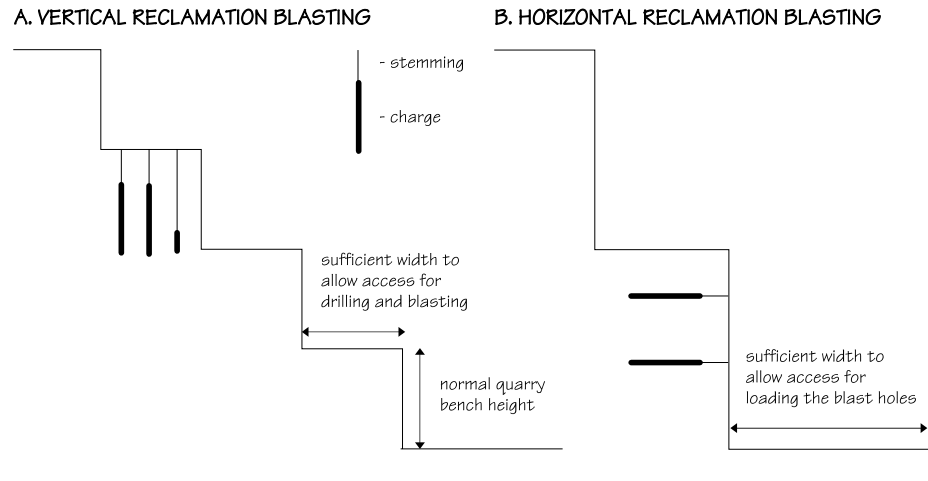 A. VERTICAL RECLAMATION BLASTING
- stemming
- charge
sufficient width to
allow access for
drilling and blasting
normal quarry
bench height
B. HORIZONTAL RECLAMATION BLASTING
sufficient width to
allow access for
loading the blast holes